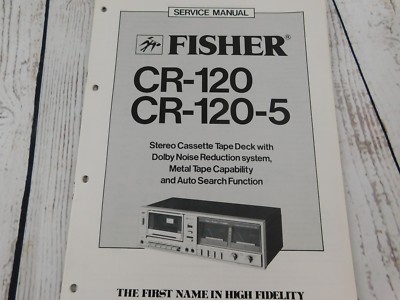 SERVICE MANUAL
FISHER®
CR-120
CR-120-5
Stereo Cassette Tape Deck with
Dolby Noise Reduction system,
Metal Tape Capability
and Auto Search Function
THE FIRST NAME IN HIGH FIDELITY